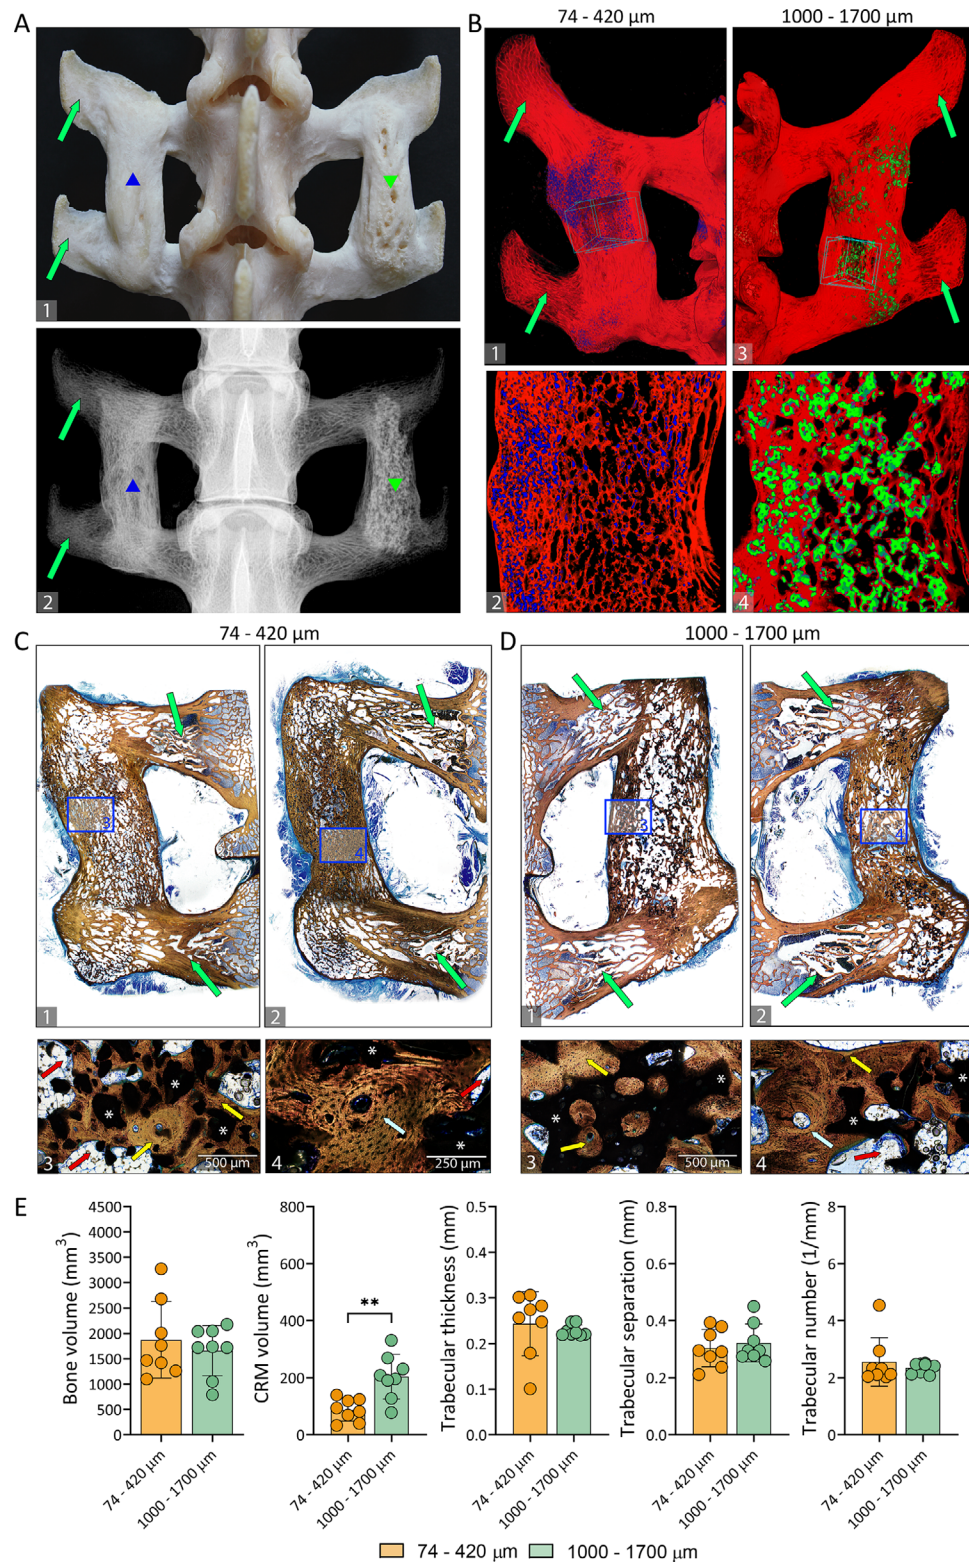 A
B
74 - 420 µm
1000 - 1700 µm
1
2
1
3
2
4
C
74 - 420 µm
D
1000 - 1700 µm
3
4
3
4
1
2
1
2
*
*
*
*
*
*
*
*
*
3
500 µm
4
250 µm
3
500 µm
4
E
Bone volume (mm³)
4500
4000
3500
3000
2500
2000
1500
1000
500
0
74 - 420 µm
1000 - 1700 µm
CRM volume (mm³)
800
600
400
200
0
**
74 - 420 µm
1000 - 1700 µm
Trabecular thickness (mm)
0.5
0.4
0.3
0.2
0.1
0.0
74 - 420 µm
1000 - 1700 µm
Trabecular separation (mm)
0.8
0.6
0.4
0.2
0.0
74 - 420 µm
1000 - 1700 µm
Trabecular number (1/mm)
8
6
4
2
0
74 - 420 µm
1000 - 1700 µm
74 - 420 µm
1000 - 1700 µm